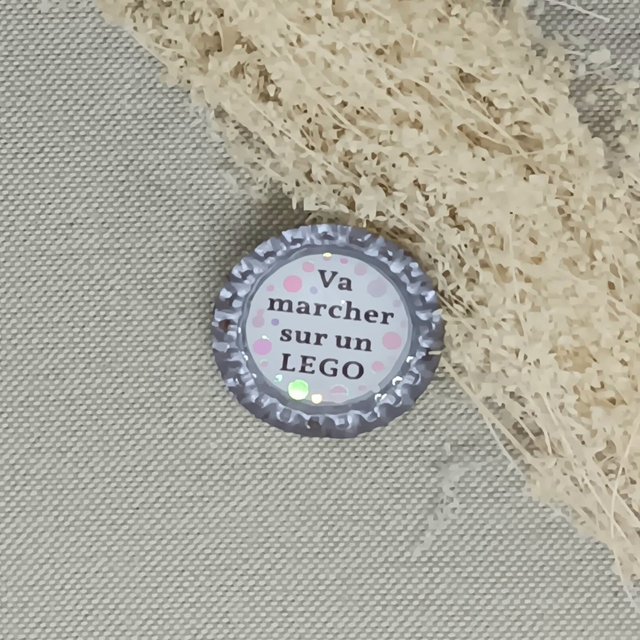 Va
marcher
sur un
LEGO